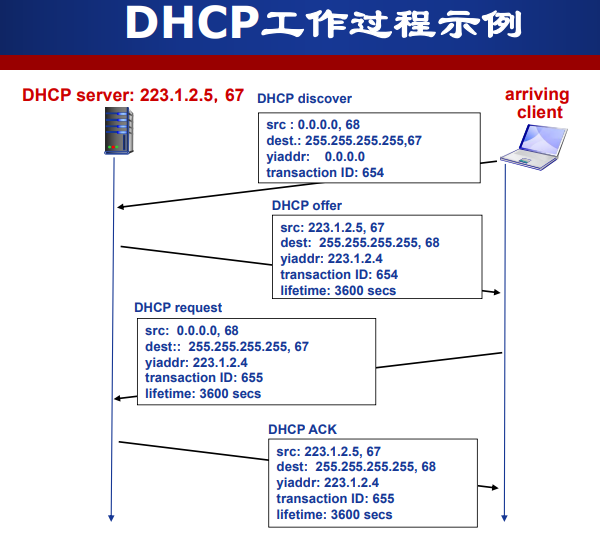 DHCP工作过程示例
DHCP server: 223.1.2.5, 67
arriving
client
DHCP discover
src : 0.0.0.0, 68
dest.: 255.255.255.255,67
yiaddr: 0.0.0.0
transaction ID: 654
DHCP offer
src: 223.1.2.5, 67
dest: 255.255.255.255, 68
yiaddr: 223.1.2.4
transaction ID: 654
lifetime: 3600 secs
DHCP request
src: 0.0.0.0, 68
dest:: 255.255.255.255, 67
yiaddr: 223.1.2.4
transaction ID: 655
lifetime: 3600 secs
DHCP ACK
src: 223.1.2.5, 67
dest: 255.255.255.255, 68
yiaddr: 223.1.2.4
transaction ID: 655
lifetime: 3600 secs